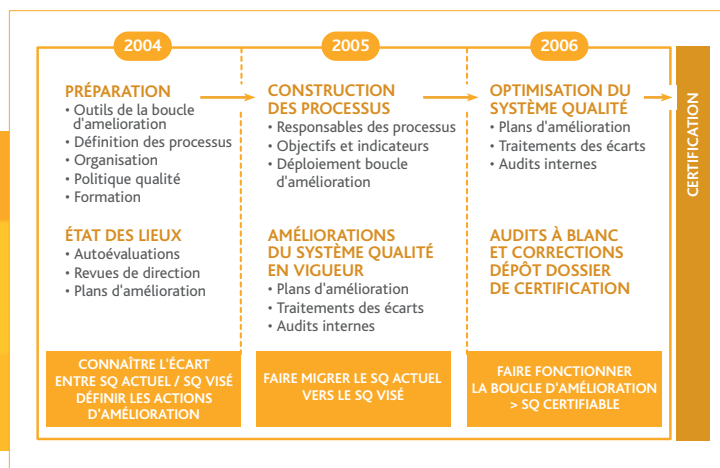 2004
PRÉPARATION
• Outils de la boucle
d'amelioration
• Définition des processus
• Organisation
• Politique qualité
• Formation
ÉTAT DES LIEUX
• Autoévaluations
• Revues de direction
• Plans d'amélioration
CONNAÎTRE L'ÉCART
ENTRE SQ ACTUEL / SQ VISÉ
DÉFINIR LES ACTIONS
D'AMÉLIORATION
2005
CONSTRUCTION
DES PROCESSUS
• Responsables des processus
• Objectifs et indicateurs
• Déploiement boucle
d'amélioration
AMÉLIORATIONS
DU SYSTÈME QUALITÉ
EN VIGUEUR
• Plans d'amélioration
• Traitements des écarts
• Audits internes
FAIRE MIGRER LE SQ ACTUEL
VERS LE SQ VISÉ
2006
OPTIMISATION DU
SYSTÈME QUALITÉ
• Plans d'amélioration
• Traitements des écarts
• Audits internes
AUDITS À BLANC
ET CORRECTIONS
DÉPÔT DOSSIER
DE CERTIFICATION
FAIRE FONCTIONNER
LA BOUCLE D'AMÉLIORATION
> SQ CERTIFIABLE
CERTIFICATION